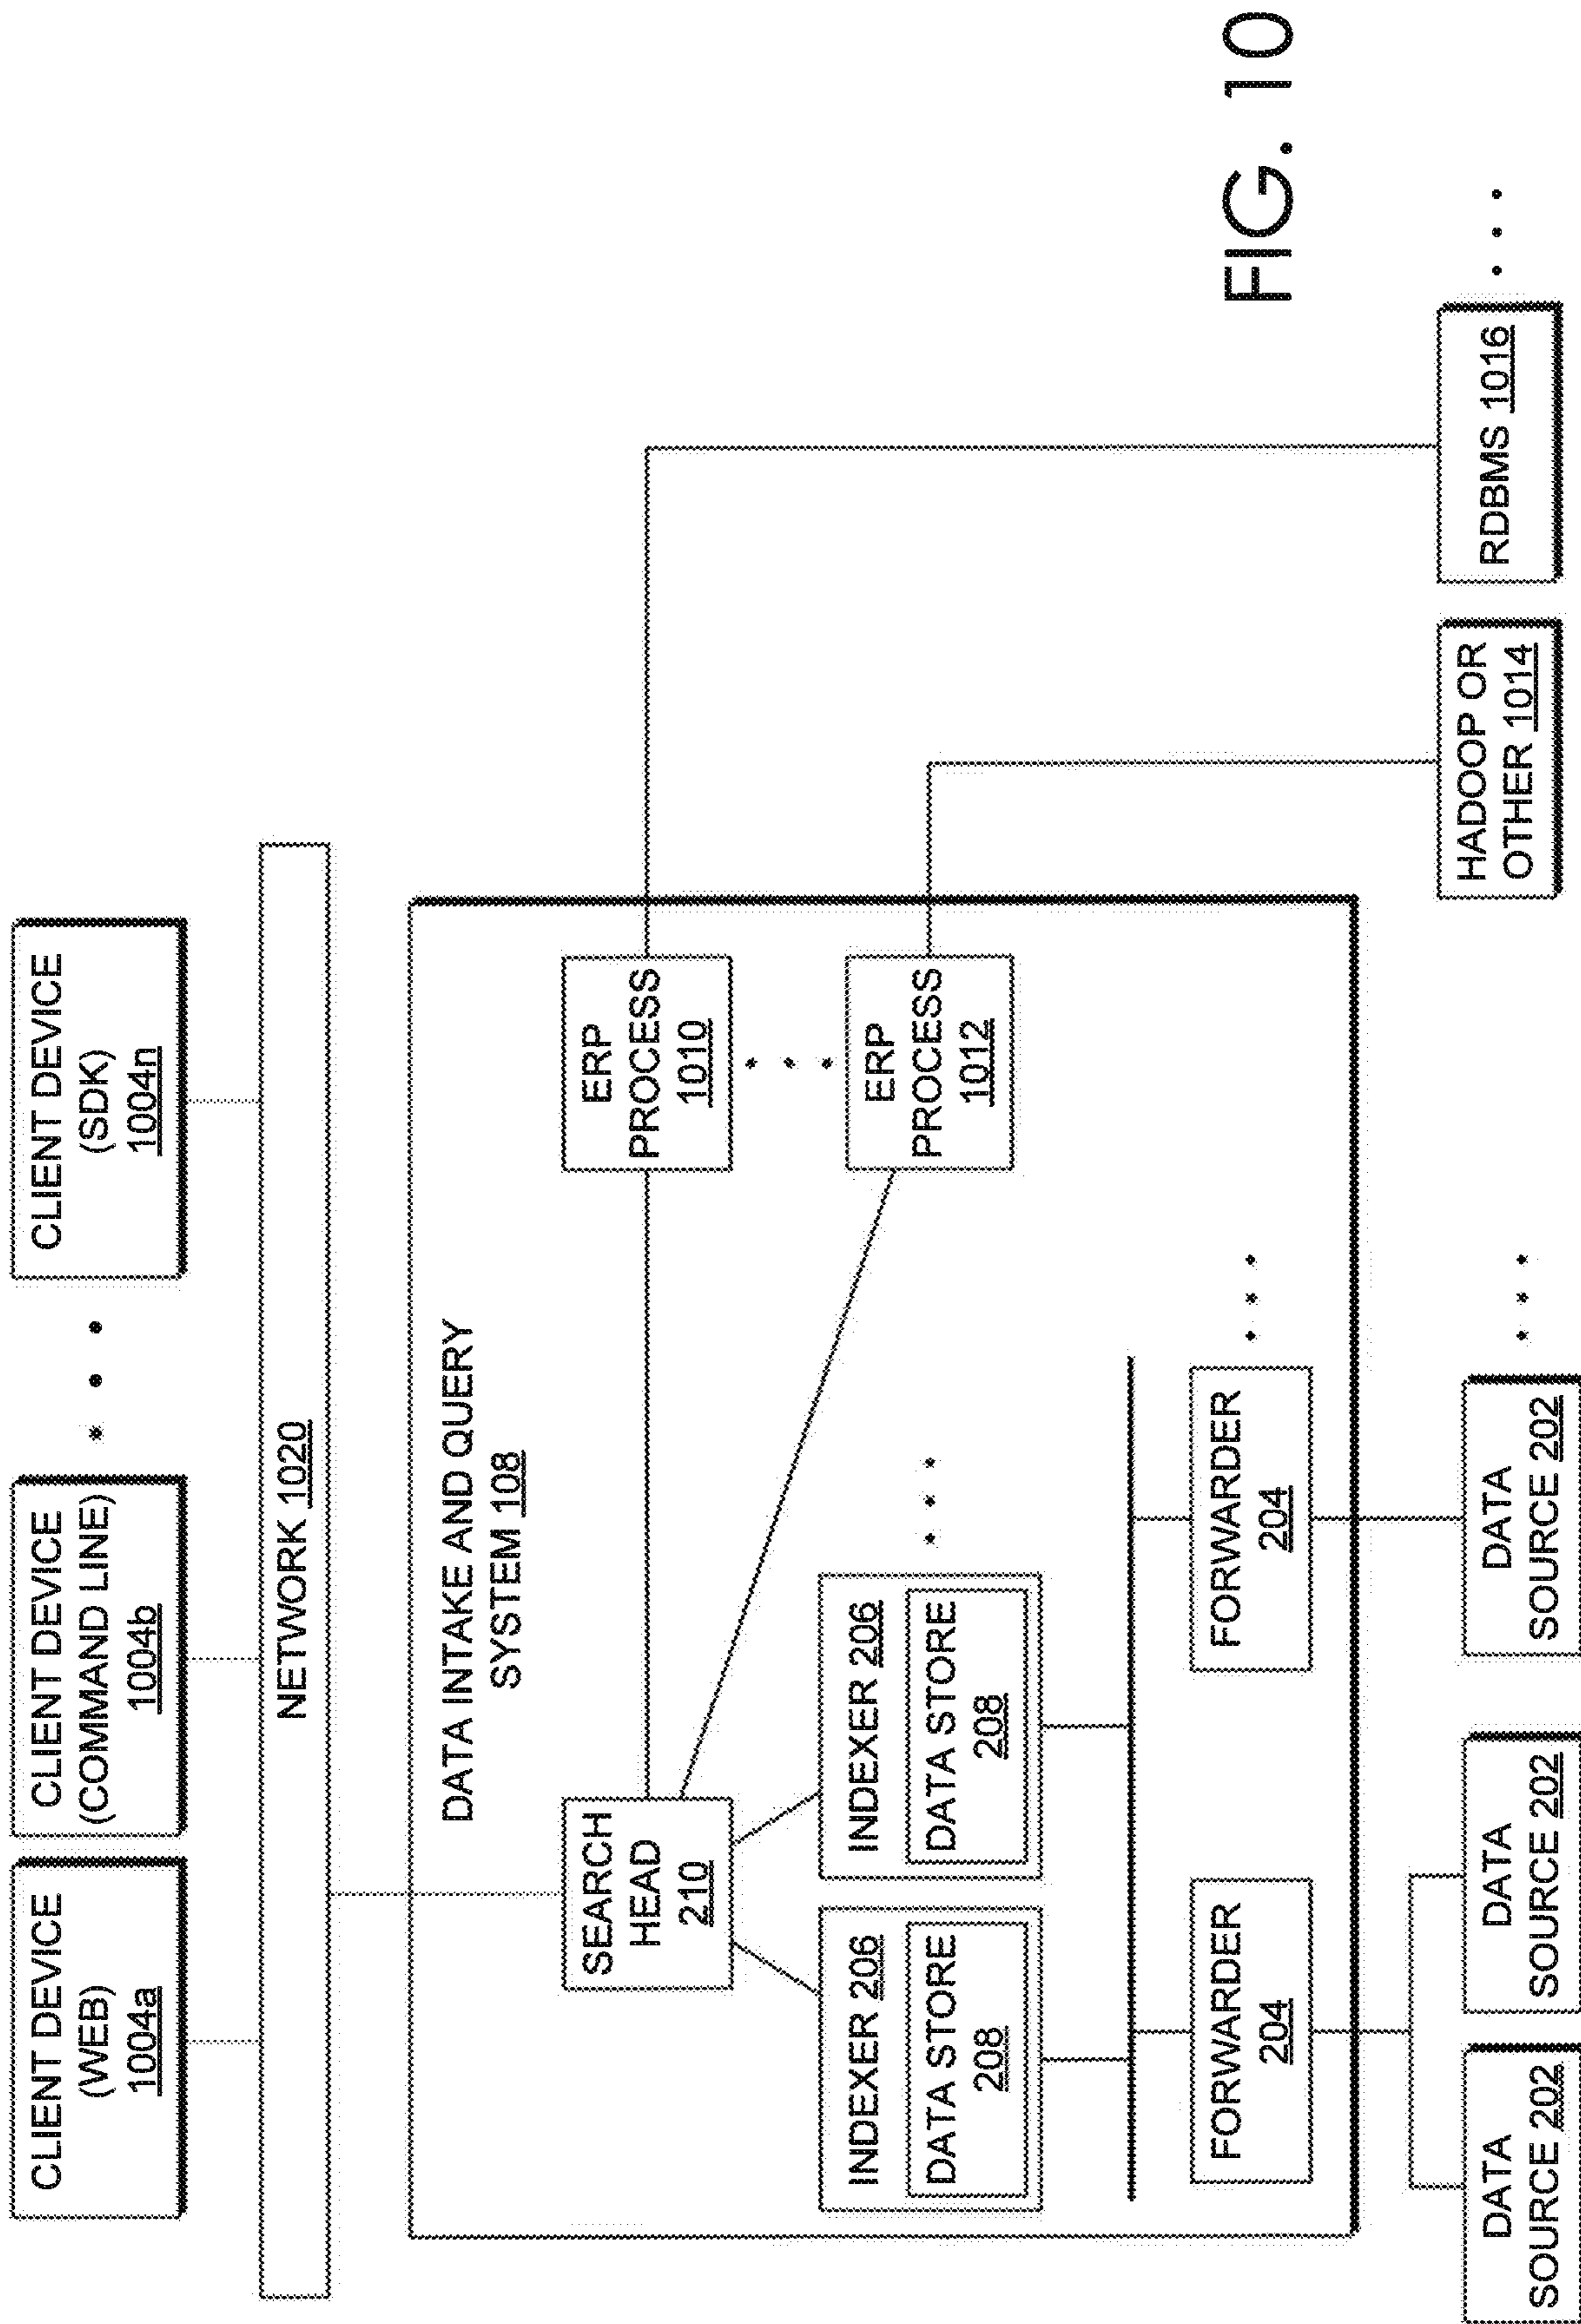 CLIENT DEVICE
(WEB)
1004a
CLIENT DEVICE
(COMMAND LINE)
1004b
CLIENT DEVICE
(SDK)
1004n
NETWORK 1020
DATA INTAKE AND QUERY
SYSTEM 108
SEARCH
HEAD
210
ERP
PROCESS
1010
INDEXER 206
DATA STORE
208
INDEXER 206
DATA STORE
208
ERP
PROCESS
1012
FORWARDER
204
FORWARDER
204
DATA
SOURCE 202
DATA
SOURCE 202
DATA
SOURCE 202
HADOOP OR
OTHER 1014
RDBMS 1016
FIG. 10